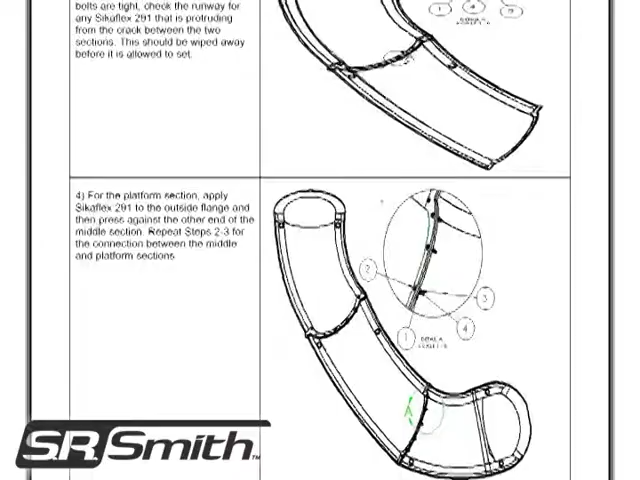 bolts are tight, check the runway for
any Sikaflex 291 that is protruding
from the crack between the two
sections. This should be wiped away
before it is allowed to set.
4) For the platform section, apply
Sikaflex 291 to the outside flange and
then press against the other end of the
middle section. Repeat Steps 2-3 for
the connection between the middle
and platform sections
1
2
3
4
1
DETAIL A
A
S.R.Smith™